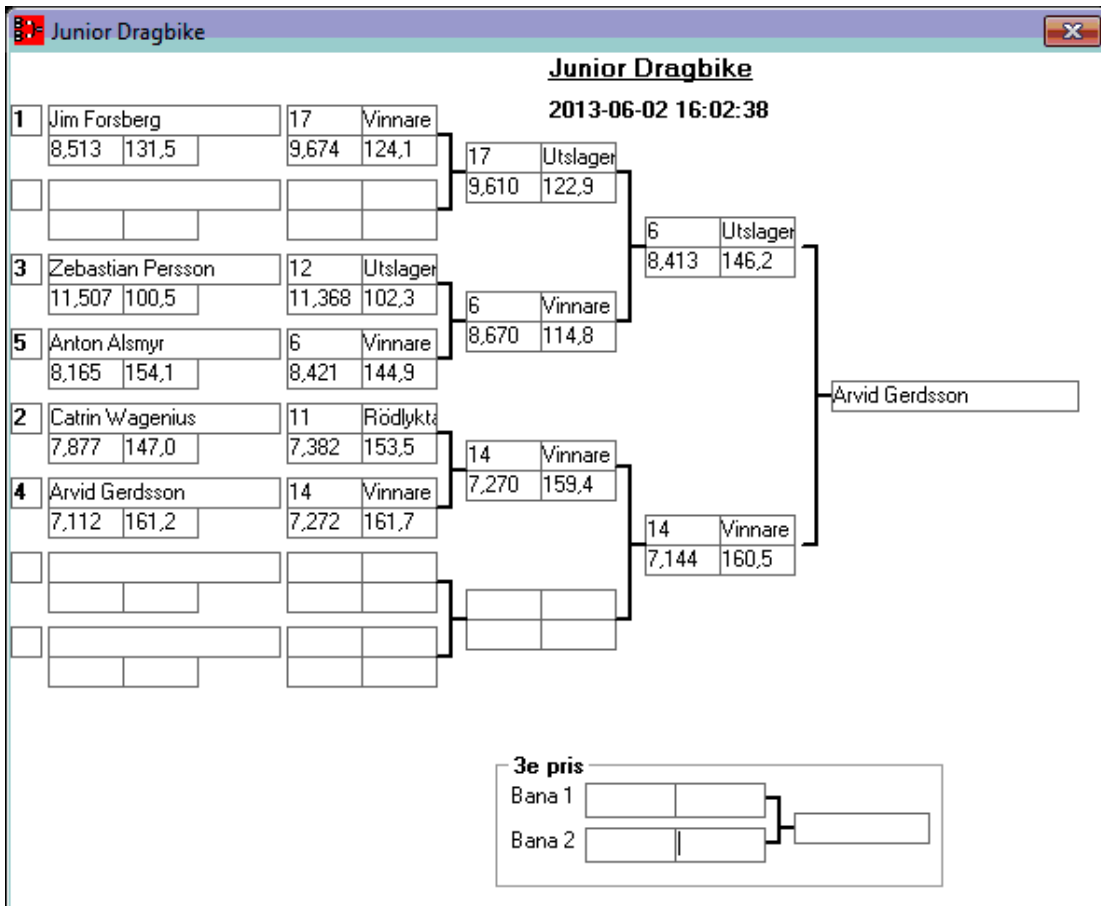 Junior Dragbike
Junior Dragbike
2013-06-02 16:02:38
1 Jim Forsberg 17 Vinnare
8,513 131,5 9,674 124,1
17 Utslager
9,610 122,9
6 Utslager
8,413 146,2
3 Zebastian Persson 12 Utslager
11,507 100,5 11,368 102,3
6 Vinnare
8,670 114,8
5 Anton Alsmyr 6 Vinnare
8,165 154,1 8,421 144,9
Arvid Gerdsson
2 Catrin Wagenius 11 Rödlykta
7,877 147,0 7,382 153,5
14 Vinnare
7,270 159,4
4 Arvid Gerdsson 14 Vinnare
7,112 161,2 7,272 161,7
14 Vinnare
7,144 160,5
3e pris
Bana 1
Bana 2